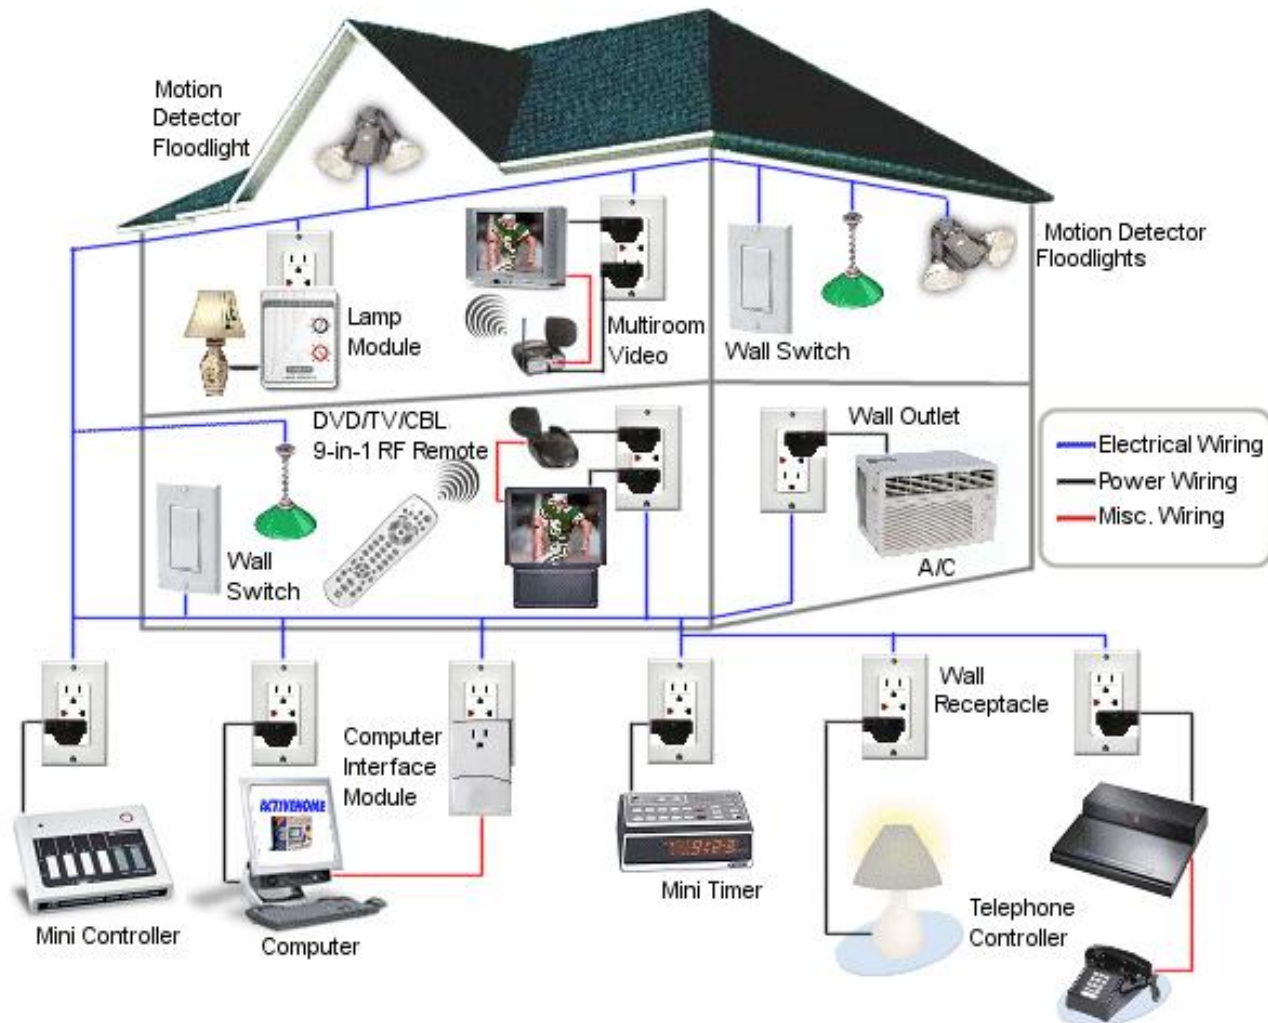 Motion
Detector
Floodlight
Motion Detector
Floodlights
Lamp
Module
Multiroom
Video
Wall Switch
DVD/TV/CBL
9-in-1 RF Remote
Wall Outlet
Electrical Wiring
Power Wiring
Misc. Wiring
A/C
Wall
Switch
Wall
Receptacle
Computer
Interface
Module
ACTIVEHOME
Mini Timer
Mini Controller
Computer
Telephone
Controller